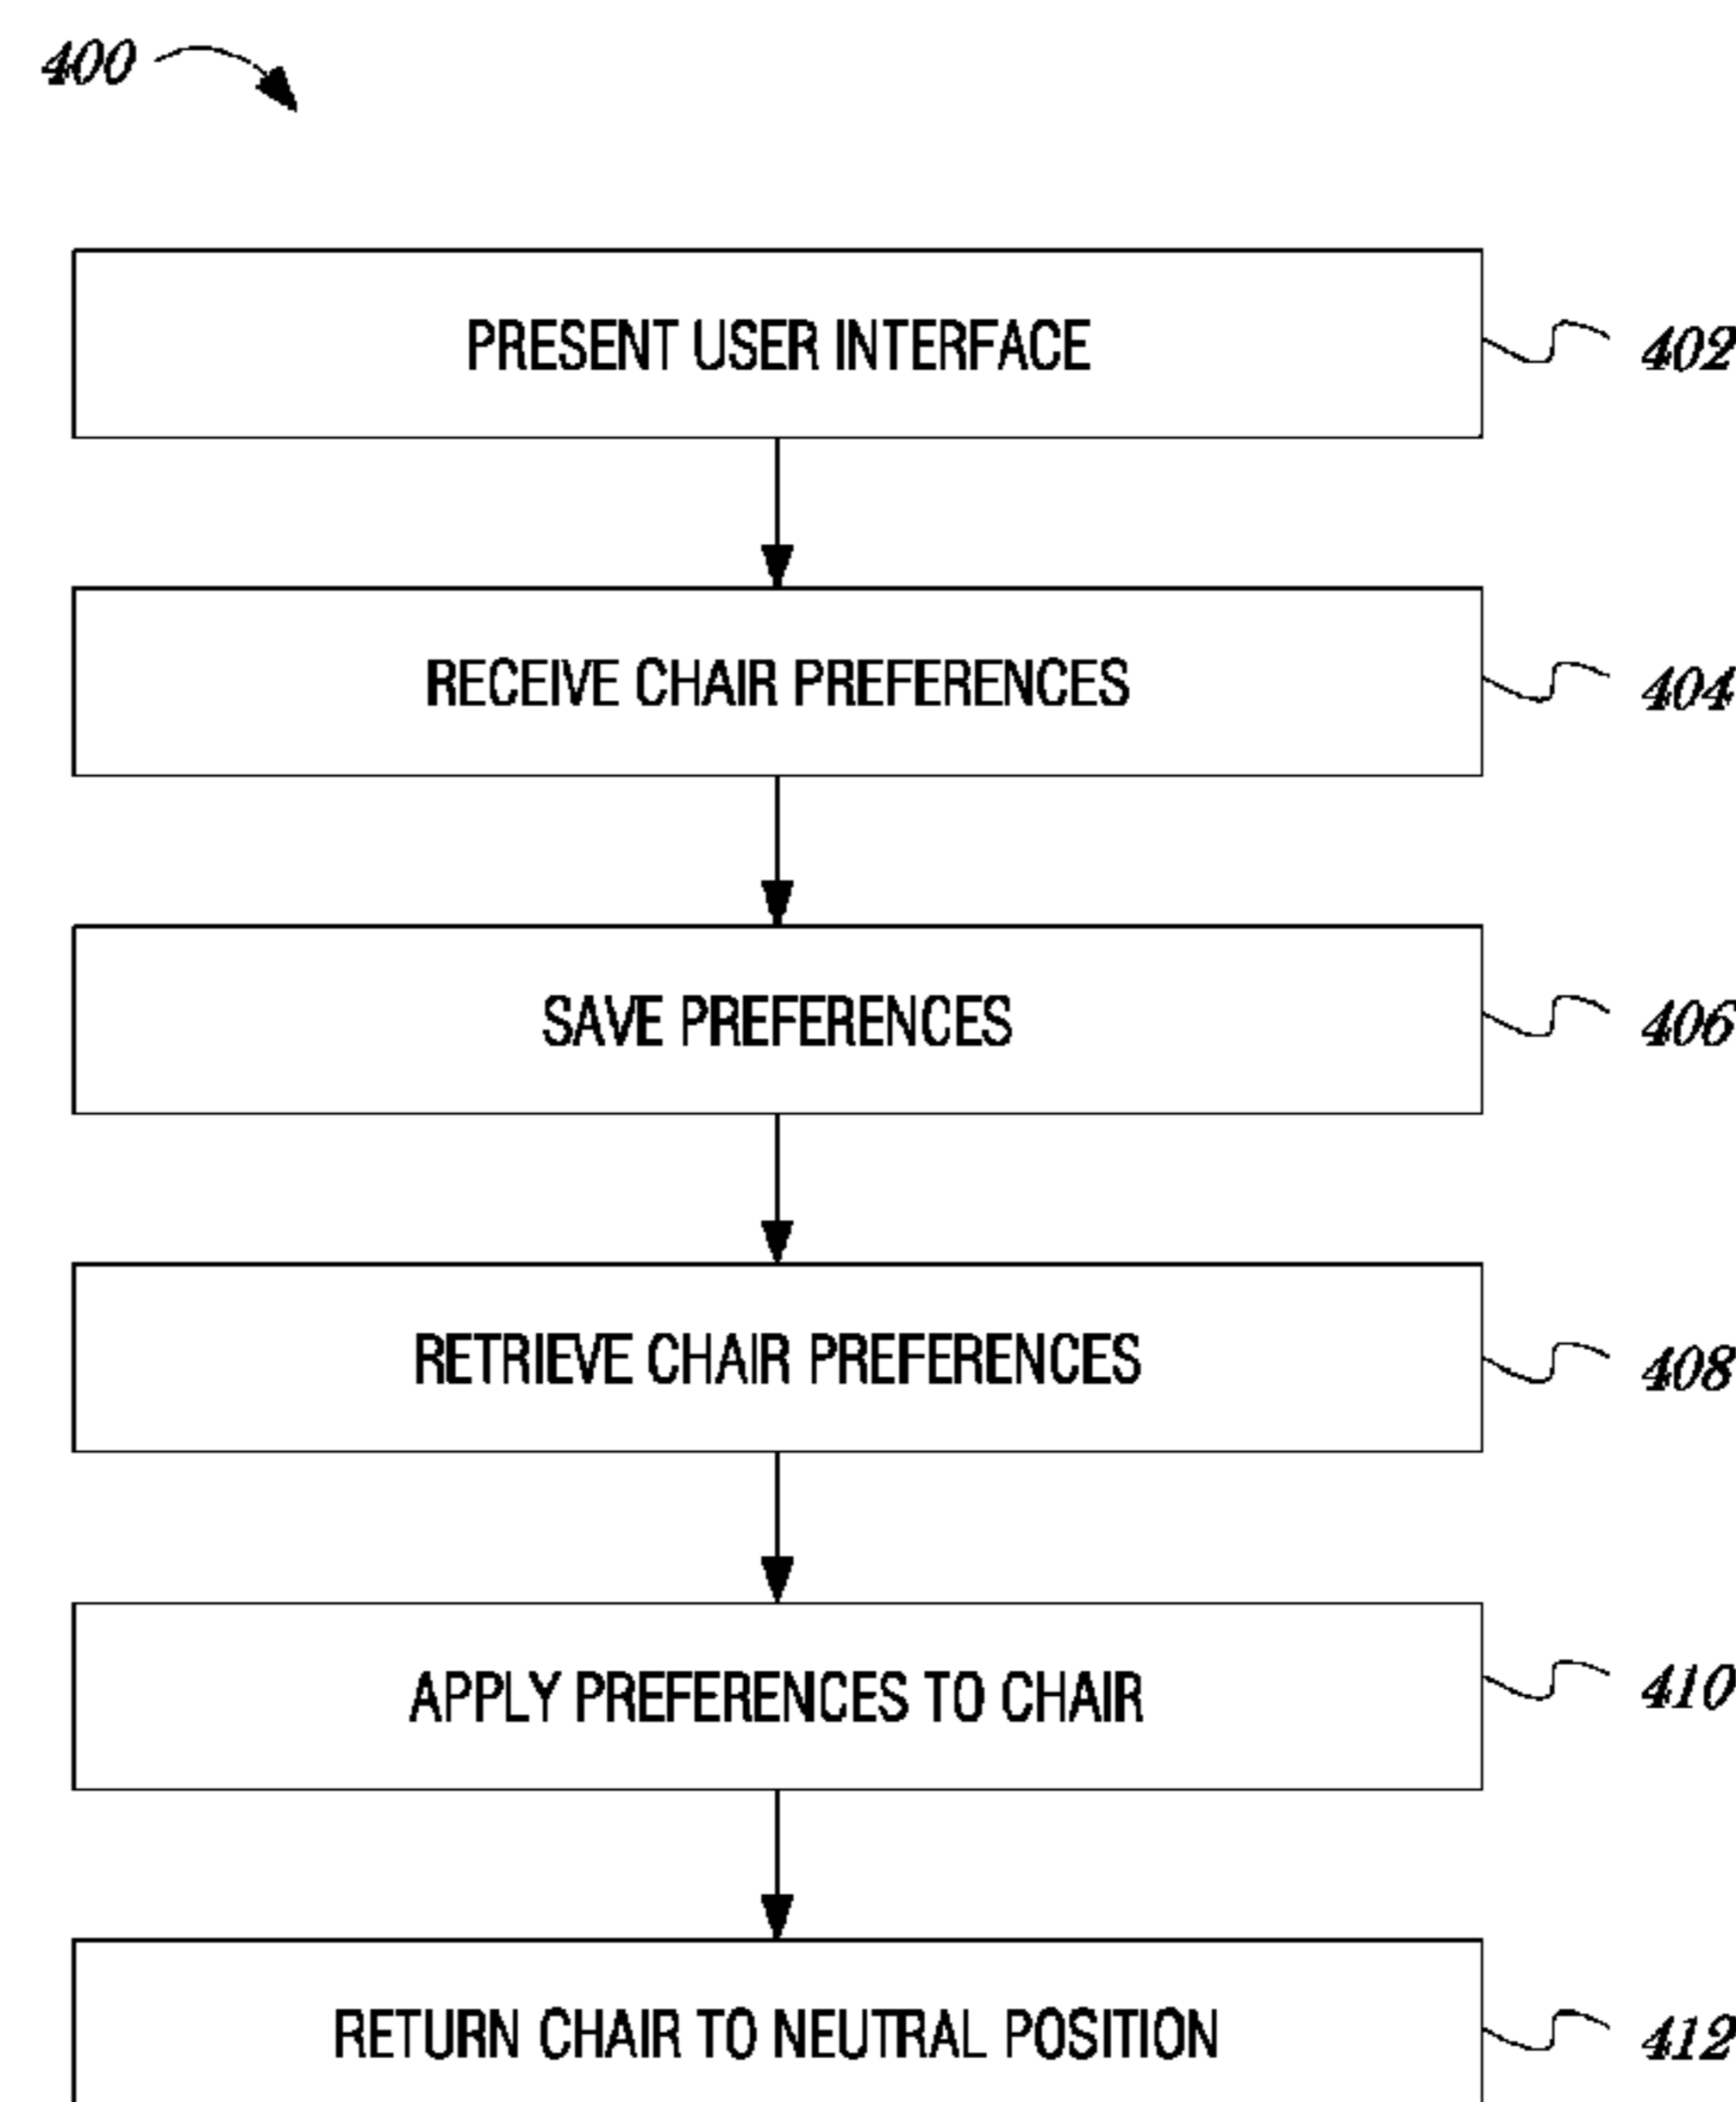 400
PRESENT USER INTERFACE 402
RECEIVE CHAIR PREFERENCES 404
SAVE PREFERENCES 406
RETRIEVE CHAIR PREFERENCES 408
APPLY PREFERENCES TO CHAIR 410
RETURN CHAIR TO NEUTRAL POSITION 412